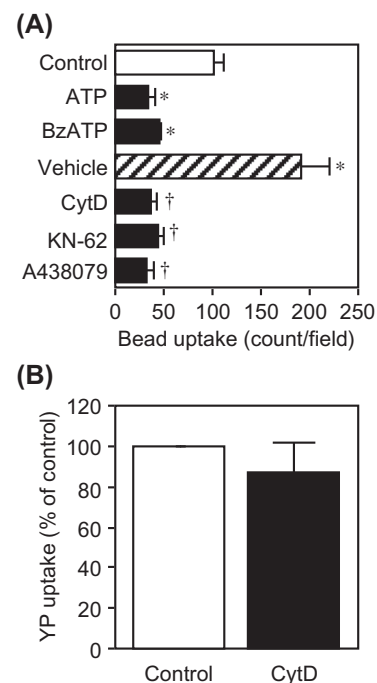 (A)
Control
ATP *
BzATP *
Vehicle *
CytD †
KN-62 †
A438079 †
0 50 100 150 200 250
Bead uptake (count/field)
(B)
YP uptake (% of control)
120
100
80
60
40
20
0
Control CytD